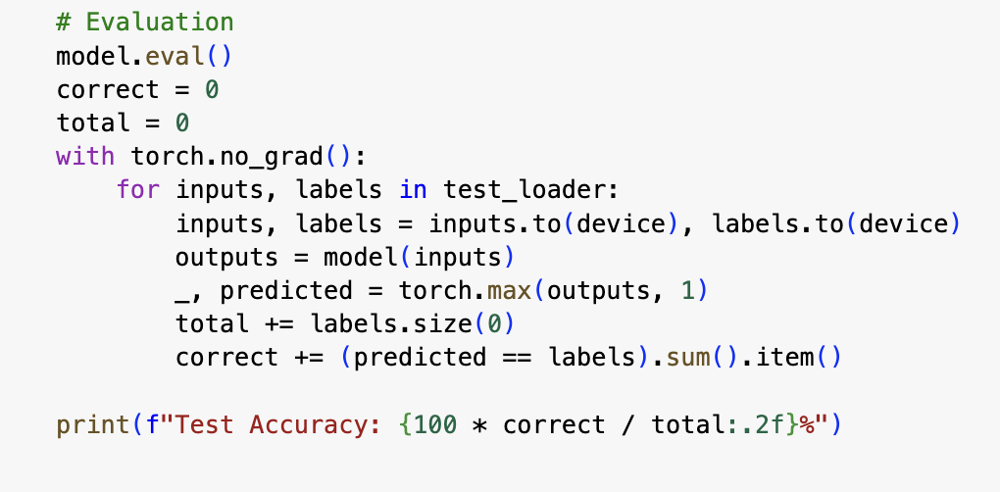 # Evaluation
model.eval()
correct = 0
total = 0
with torch.no_grad():
    for inputs, labels in test_loader:
        inputs, labels = inputs.to(device), labels.to(device)
        outputs = model(inputs)
        _, predicted = torch.max(outputs, 1)
        total += labels.size(0)
        correct += (predicted == labels).sum().item()

print(f"Test Accuracy: {100 * correct / total:.2f}%")